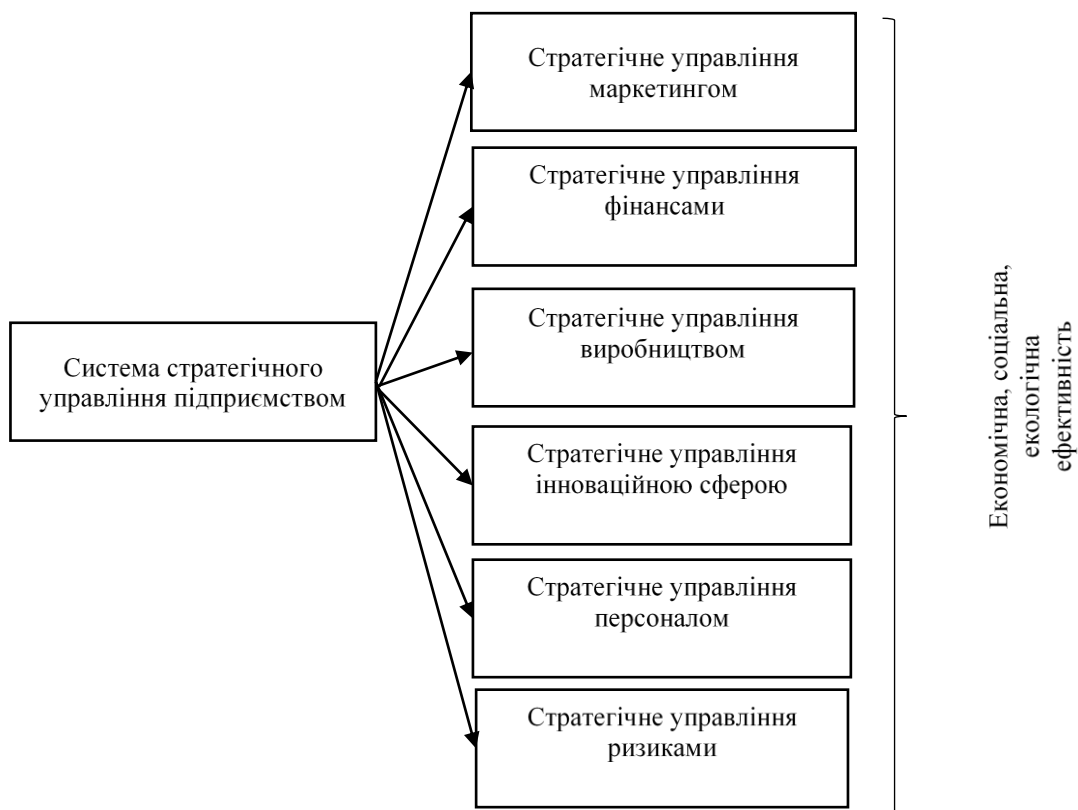 Стратегічне управління
маркетингом
Стратегічне управління
фінансами
Стратегічне управління
виробництвом
Система стратегічного
управління підприємством
Стратегічне управління
інноваційною сферою
Стратегічне управління
персоналом
Стратегічне управління
ризиками
Економічна, соціальна,
екологічна
ефективність